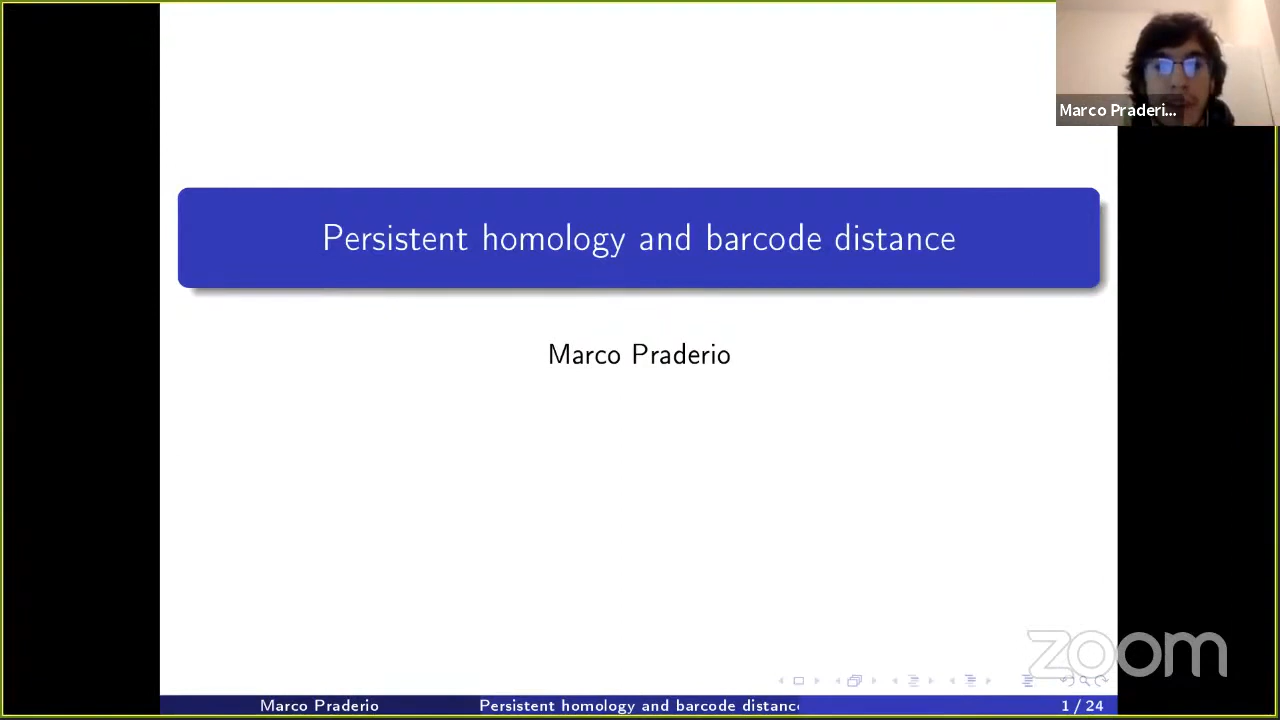 Marco Praderi...
Persistent homology and barcode distance
Marco Praderio
zoom
Marco Praderio
Persistent homology and barcode distanc
1 / 24